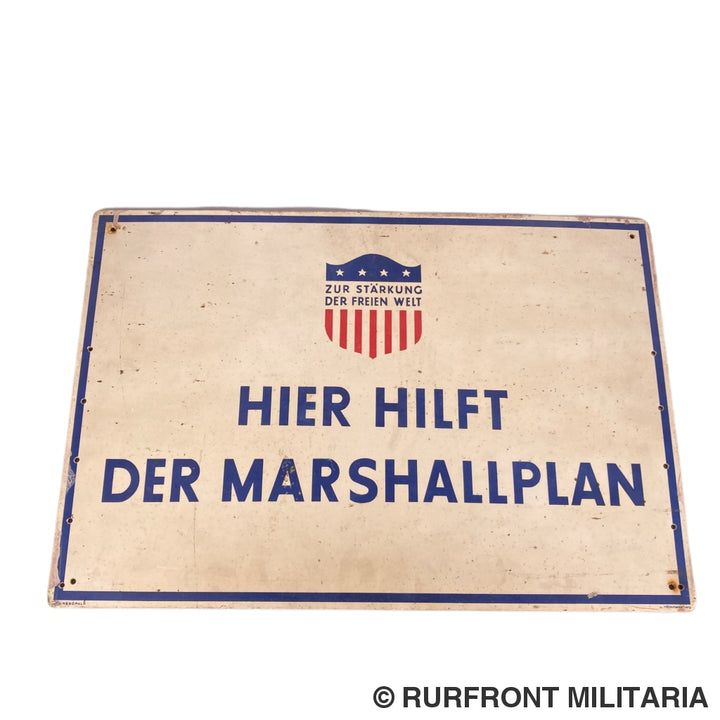 ZUR STÄRKUNG
DER FREIEN WELT
HIER HILFT
DER MARSHALLPLAN
© RURFRONT MILITARIA